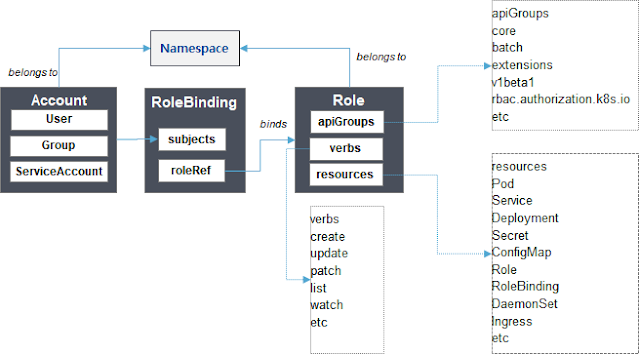 Namespace
belongs to
belongs to
Account
User
Group
ServiceAccount
RoleBinding
subjects
roleRef
binds
Role
apiGroups
verbs
resources
apiGroups
core
batch
extensions
v1beta1
rbac.authorization.k8s.io
etc
verbs
create
update
patch
list
watch
etc
resources
Pod
Service
Deployment
Secret
ConfigMap
Role
RoleBinding
DaemonSet
Ingress
etc